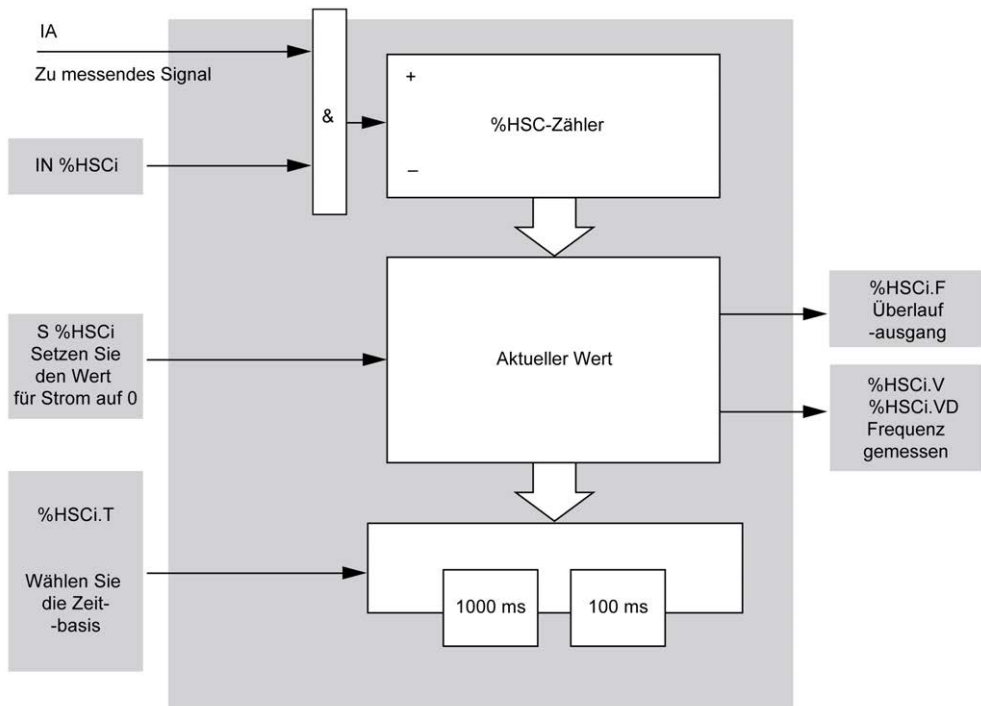 IA
Zu messendes Signal
IN %HSCi
&
+
%HSC-Zähler
–
S %HSCi
Setzen Sie
den Wert
für Strom auf 0
Aktueller Wert
%HSCi.F
Überlauf
-ausgang
%HSCi.V
%HSCi.VD
Frequenz
gemessen
%HSCi.T
Wählen Sie
die Zeit-
-basis
1000 ms
100 ms